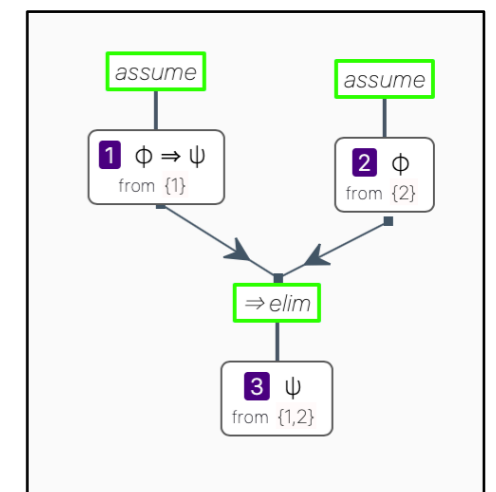 assume
assume
1 ϕ ⇒ ψ
from {1}
2 ϕ
from {2}
⇒ elim
3 ψ
from {1,2}